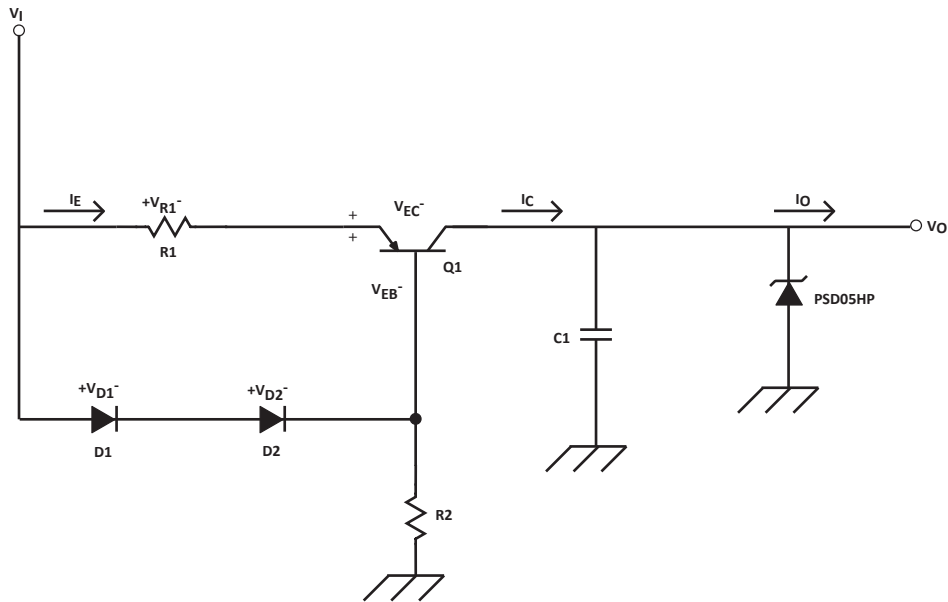 VI
IE
+VR1-
R1
+
+
VEC-
VEB-
Q1
IC
IO
VO
C1
PSD05HP
+VD1-
D1
+VD2-
D2
R2